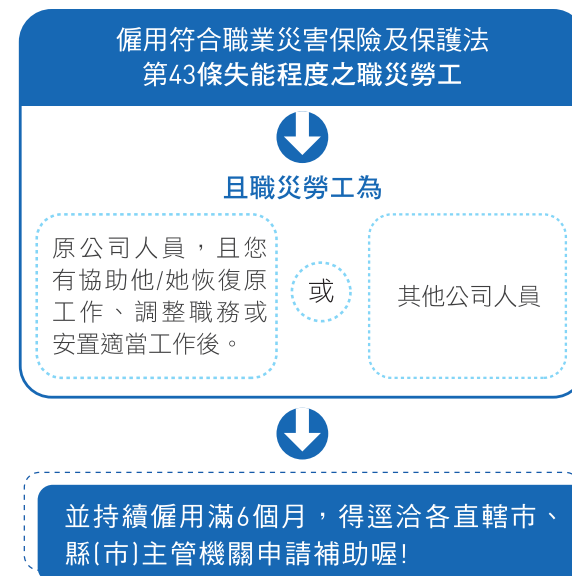 僱用符合職業災害保險及保護法
第43條失能程度之職災勞工
且職災勞工為
原公司人員，且您
有協助他/她恢復原
工作、調整職務或
安置適當工作後。
或
其他公司人員
並持續僱用滿6個月，得逕洽各直轄市、
縣(市)主管機關申請補助喔!